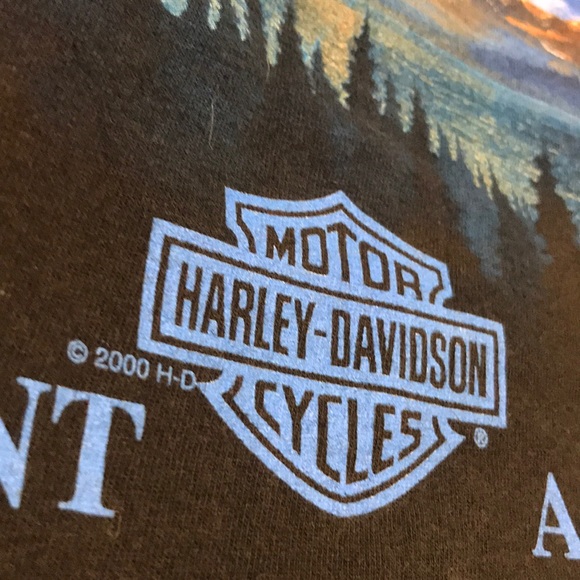 MOTOR
HARLEY-DAVIDSON
CYCLES
®
© 2000 H-D
NT
A